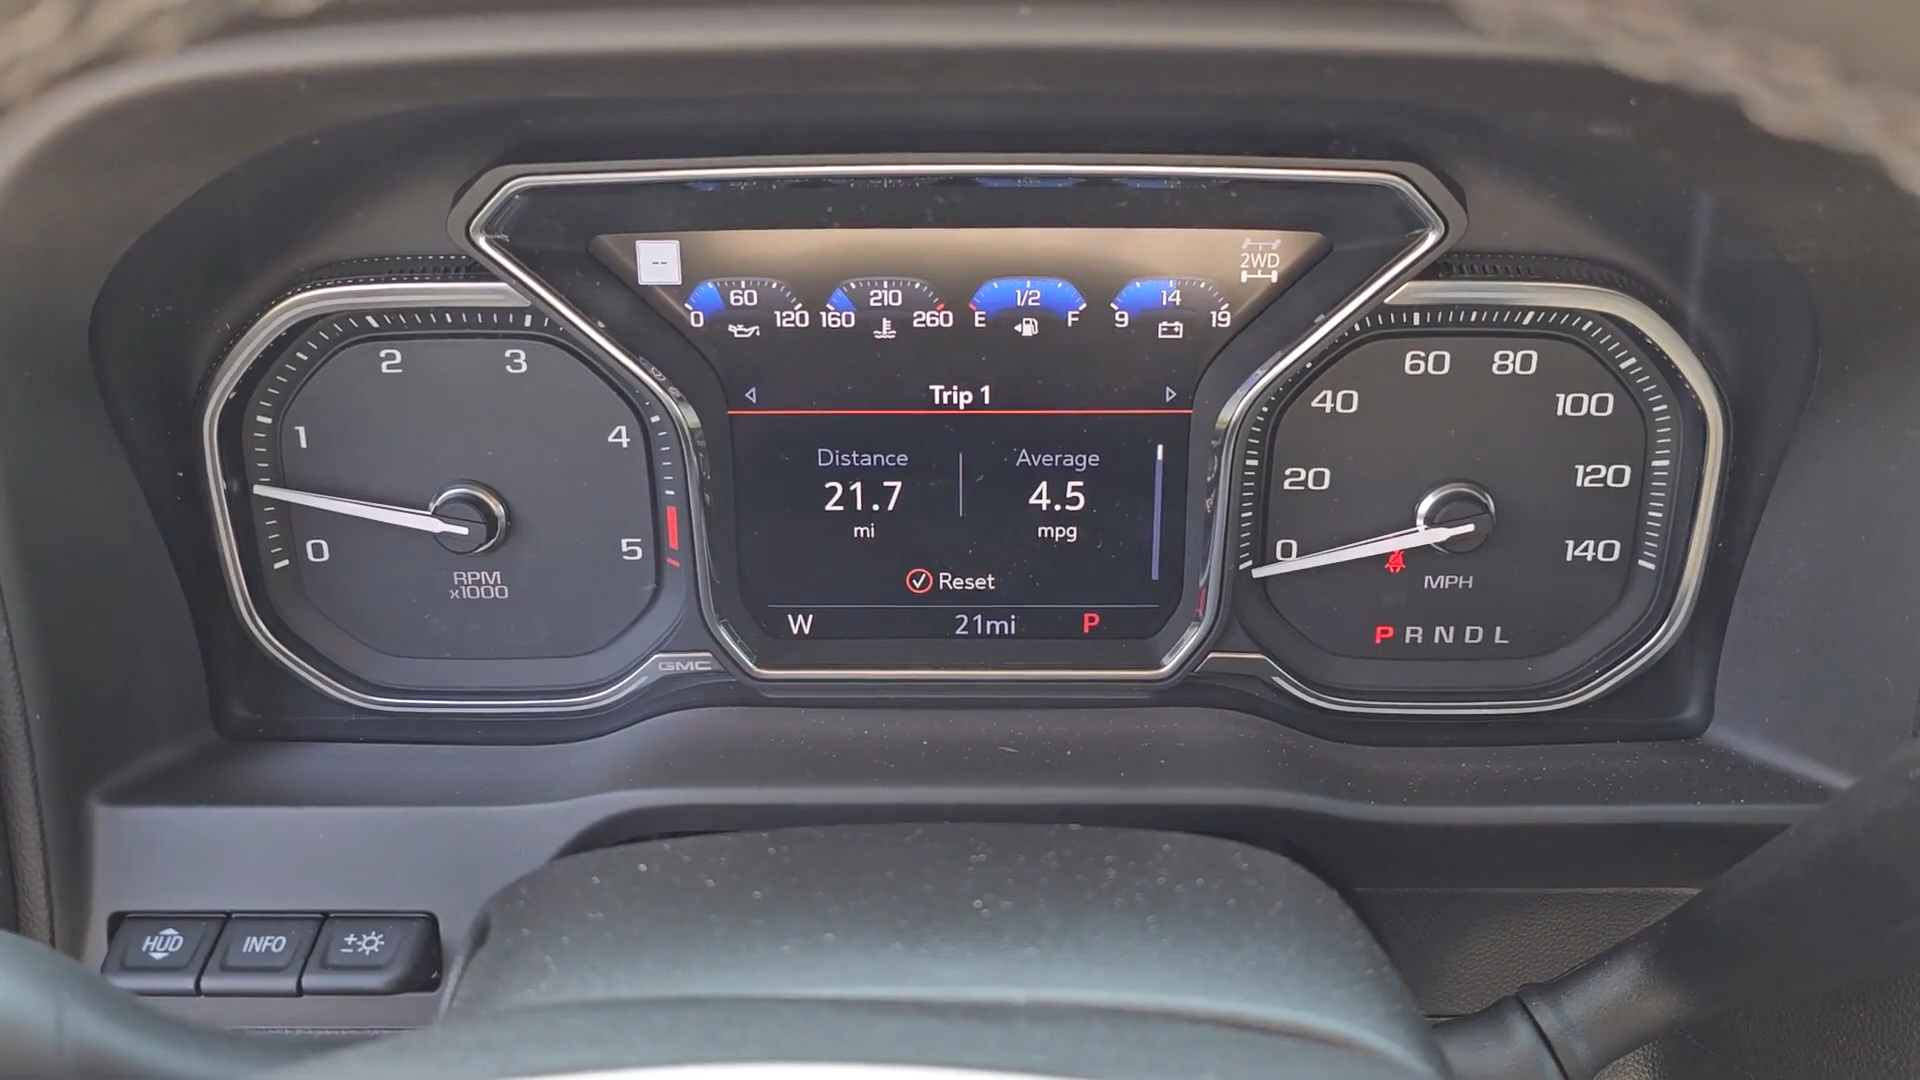 --
2WD
60
0 120
210
160 260
1/2
E F
14
9 19
Trip 1
Distance
21.7
mi
Average
4.5
mpg
Reset
W 21mi P
0
1
2
3
4
5
RPM
x1000
GMC
0
20
40
60
80
100
120
140
MPH
P R N D L
HUD
INFO
±